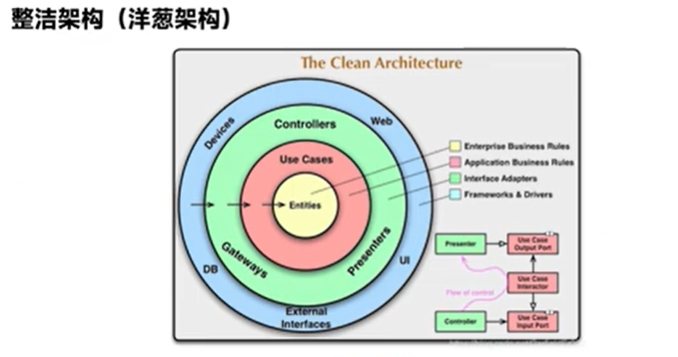 整洁架构（洋葱架构）
The Clean Architecture
Devices
Controllers
Web
Use Cases
Entities
Gateways
Presenters
DB
UI
External
Interfaces
Enterprise Business Rules
Application Business Rules
Interface Adapters
Frameworks & Drivers
Presenter
Use Case
Output Port
Use Case
Interactor
Flow of control
Controller
Use Case
Input Port